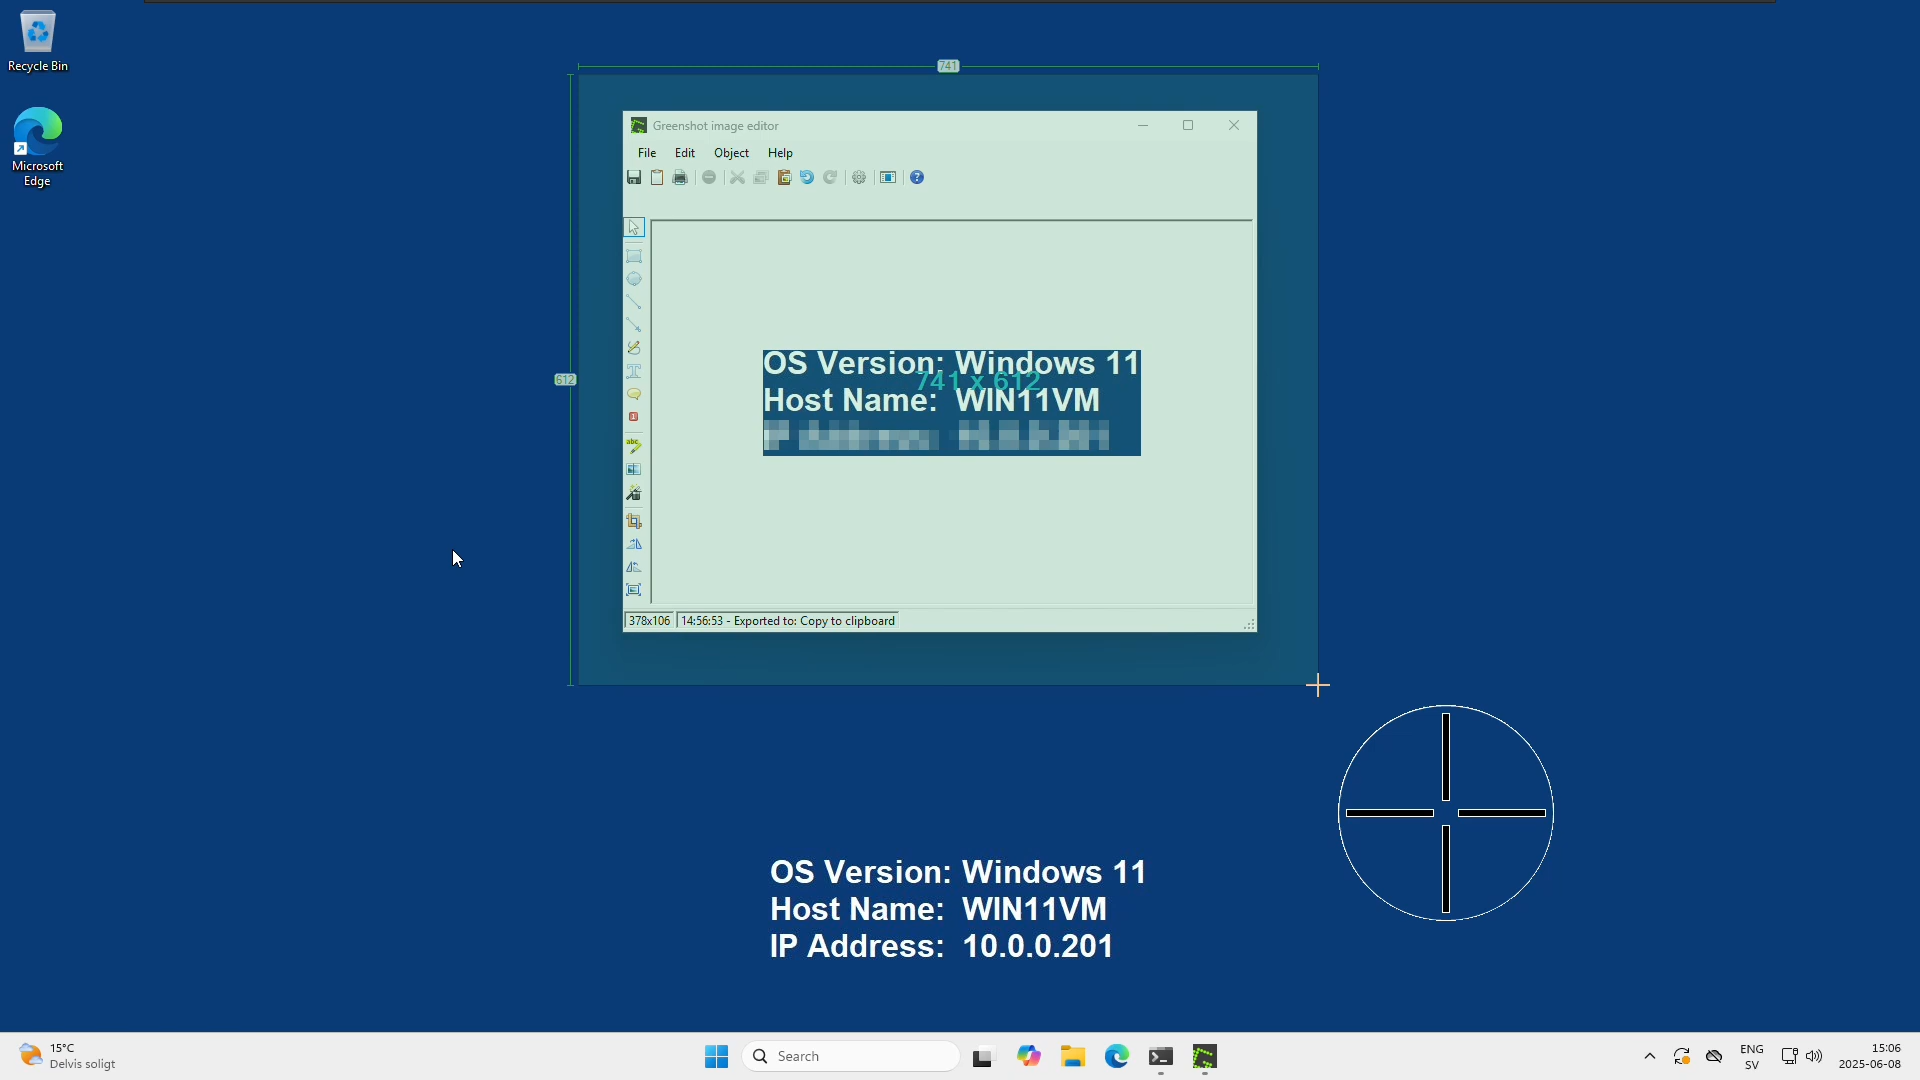 Recycle Bin
Microsoft
Edge
741
612
Greenshot image editor
File Edit Object Help
OS Version: Windows 11
741 x 612
Host Name: WIN11VM
378x106 14:56:53 - Exported to: Copy to clipboard
OS Version: Windows 11
Host Name: WIN11VM
IP Address: 10.0.0.201
15°C
Delvis soligt
Search
ENG
SV
15:06
2025-06-08